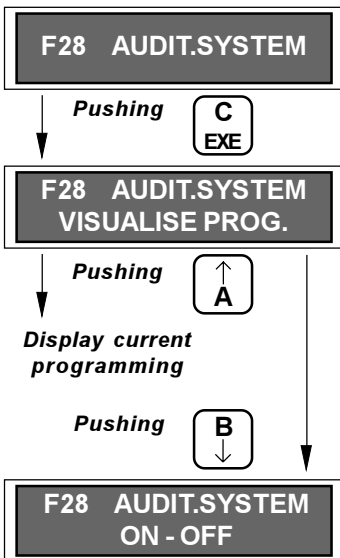 F28 AUDIT.SYSTEM
Pushing
C
EXE
F28 AUDIT.SYSTEM
VISUALISE PROG.
Pushing
↑
A
Display current
programming
Pushing
B
↓
F28 AUDIT.SYSTEM
ON - OFF